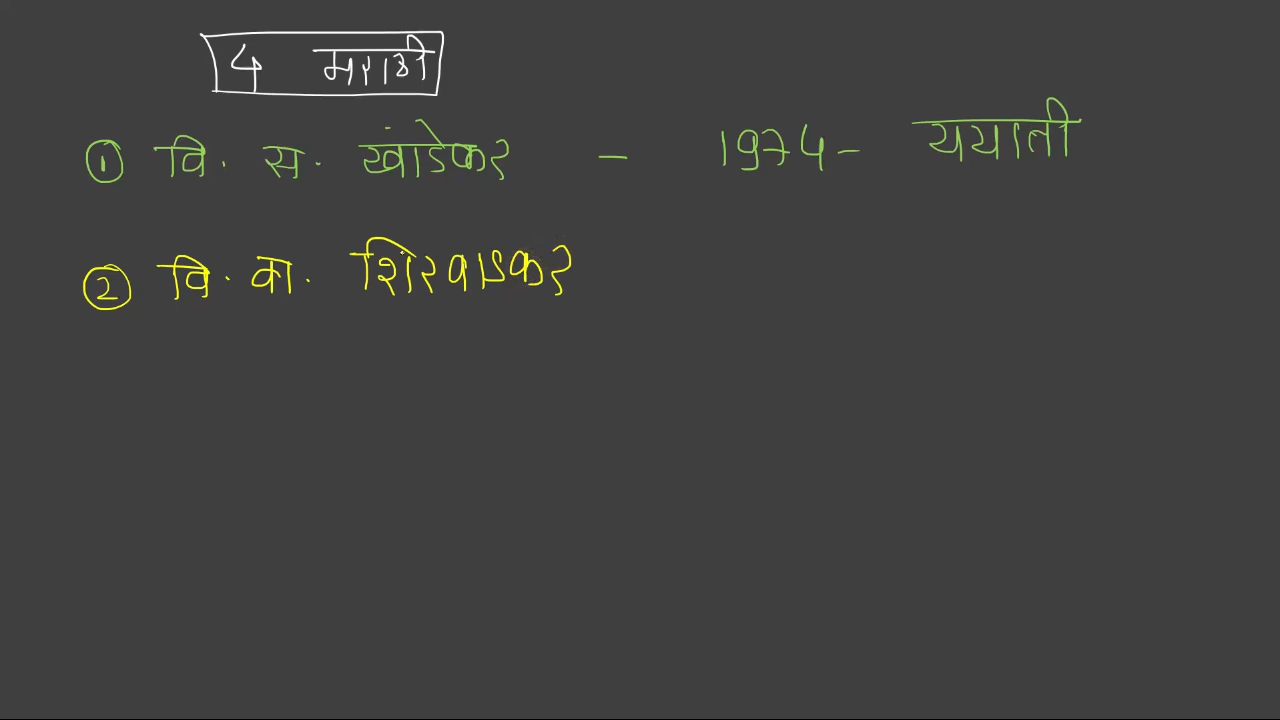 4 मराठी
① वि. स. खांडेकर - 1974- ययाती
② वि. वा. शिरवाडकर